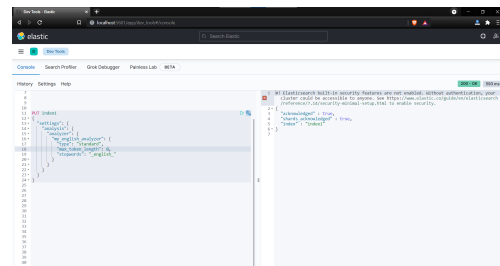 Dev Tools - Elastic
localhost:5601/app/dev_tools#/console
elastic
Search Elastic
Dev Tools
Console Search Profiler Grok Debugger Painless Lab BETA
History Settings Help
200 - OK
PUT index1
{
"settings": {
"analysis": {
"analyzer": {
"my_english_analyzer": {
"type": "standard",
"max_token_length":
"stopwords": "_english_"
}
}
}
}
}
#! Elasticsearch built-in security features are not enabled. Without authentication, your
cluster could be accessible to anyone. See https://www.elastic.co/guide/en/elasticsearch
/reference/7.14/security-minimal-setup.html to enable security.
{
"acknowledged" : true,
"shards_acknowledged" : true,
"index" : "index1"
}